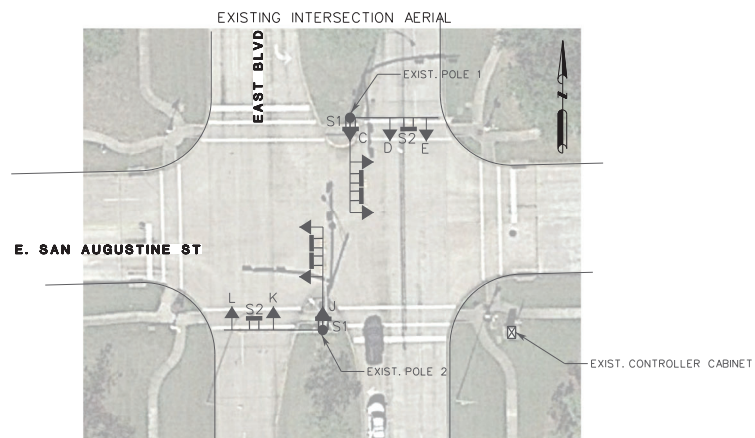 EXISTING INTERSECTION AERIAL
EAST BLVD
EXIST. POLE 1
S1
C
D
S2
E
N
E. SAN AUGUSTINE ST
L
S2
K
J
S1
EXIST. POLE 2
EXIST. CONTROLLER CABINET